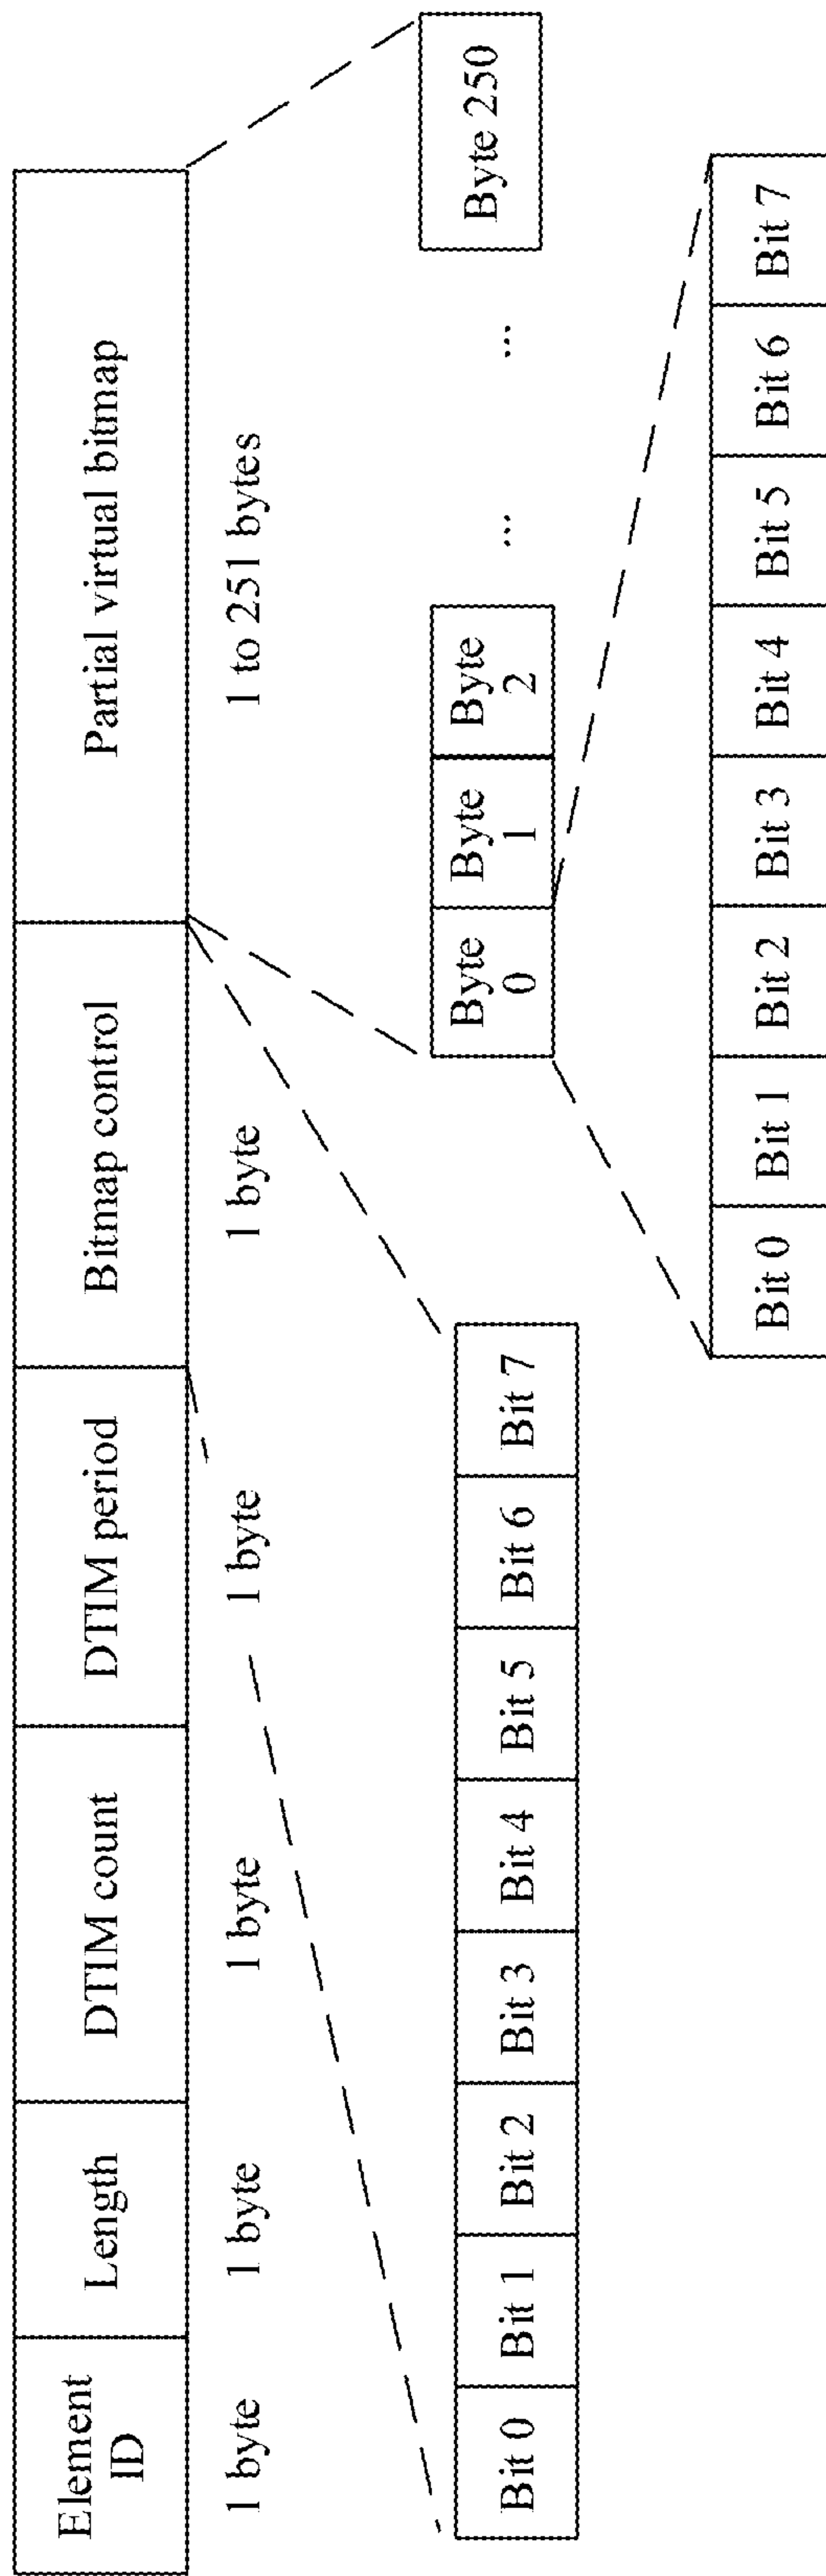 Element
ID
Length
DTIM count
DTIM period
Bitmap control
Partial virtual bitmap
1 byte
1 byte
1 byte
1 byte
1 byte
1 to 251 bytes
Byte
0
Byte
1
Byte
2
...
...
Byte 250
Bit 0
Bit 1
Bit 2
Bit 3
Bit 4
Bit 5
Bit 6
Bit 7
Bit 0
Bit 1
Bit 2
Bit 3
Bit 4
Bit 5
Bit 6
Bit 7